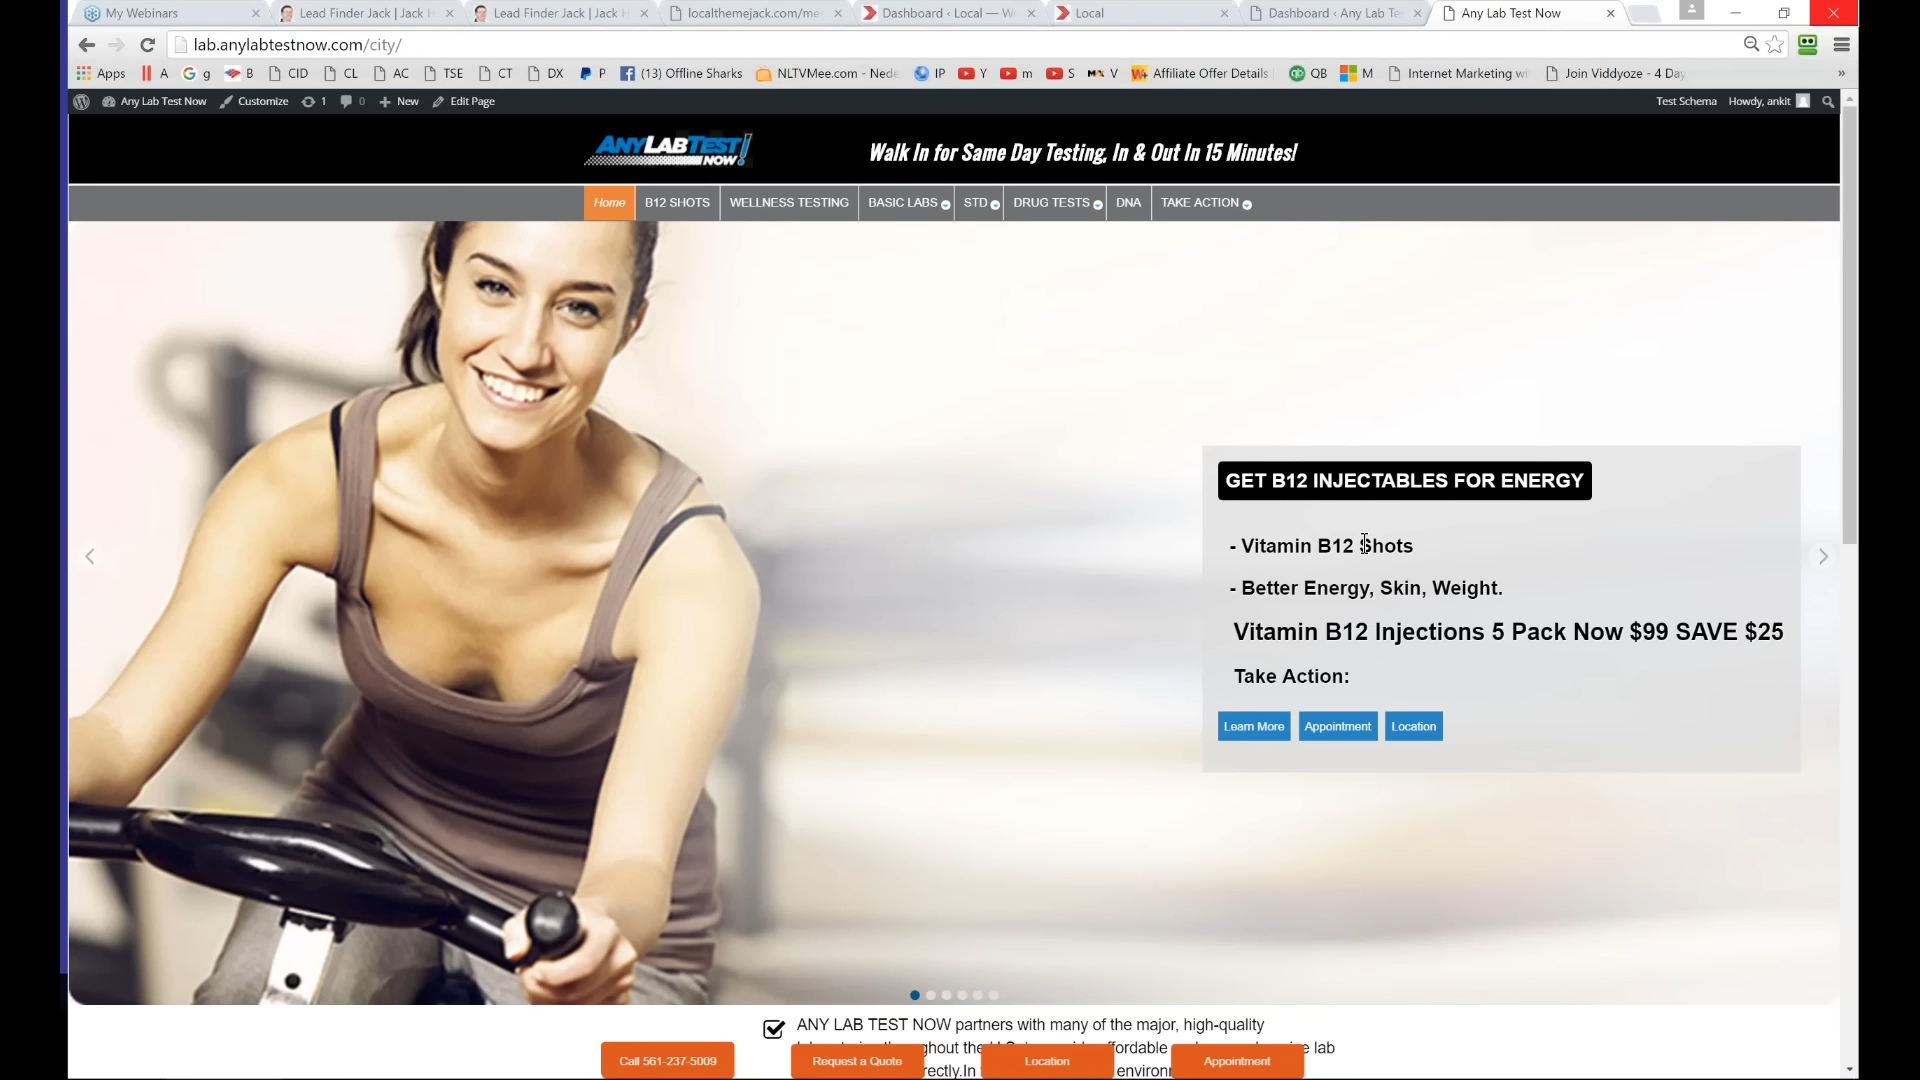 My Webinars
Lead Finder Jack | Jack H
Lead Finder Jack | Jack H
localthemejack.com/me
Dashboard ‹ Local — W
Local
Dashboard ‹ Any Lab Te
Any Lab Test Now
lab.anylabtestnow.com/city/
Apps A g B CID CL AC TSE CT DX P (13) Offline Sharks NLTVMee.com - Nede IP Y m S V Affiliate Offer Details QB M Internet Marketing wi Join Viddyoze - 4 Day »
Any Lab Test Now Customize 1 0 New Edit Page Test Schema Howdy, ankit
ANYLABTEST NOW!
Walk In for Same Day Testing, In & Out In 15 Minutes!
Home B12 SHOTS WELLNESS TESTING BASIC LABS STD DRUG TESTS DNA TAKE ACTION
GET B12 INJECTABLES FOR ENERGY
- Vitamin B12 Shots
- Better Energy, Skin, Weight.
Vitamin B12 Injections 5 Pack Now $99 SAVE $25
Take Action:
Learn More Appointment Location
ANY LAB TEST NOW partners with many of the major, high-quality
Call 561-237-5009 Request a Quote Location Appointment